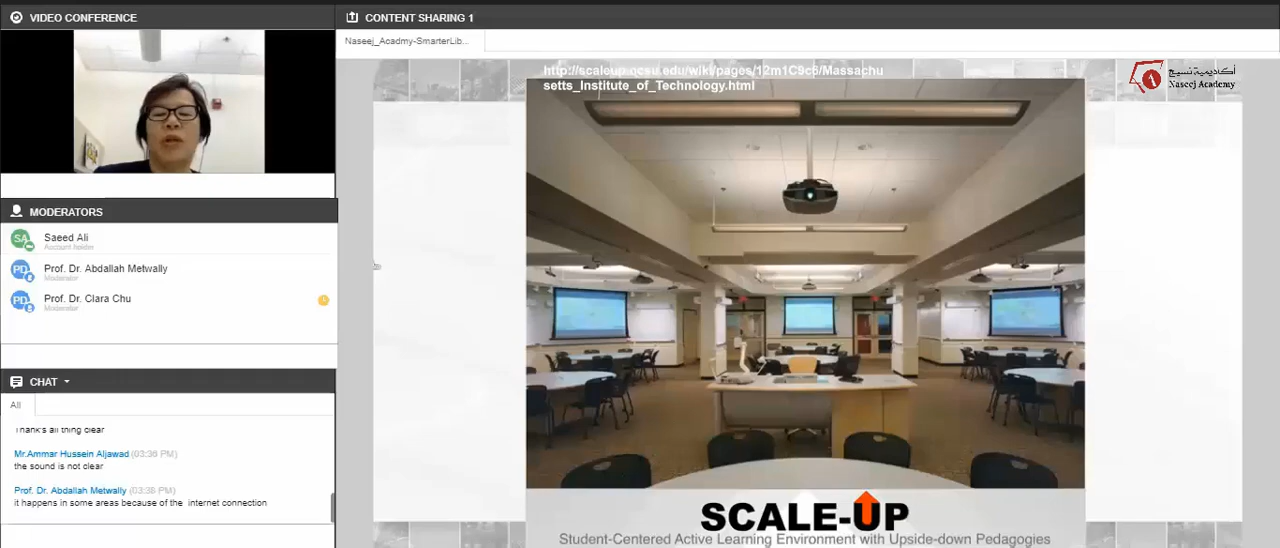 VIDEO CONFERENCE
MODERATORS
SA
Saeed Ali
Account holder
PD
Prof. Dr. Abdallah Metwally
Moderator
PD
Prof. Dr. Clara Chu
Moderator
CHAT
All
Thank's all thing clear
Mr.Ammar Hussein Aljawad (03:36 PM)
the sound is not clear
Prof. Dr. Abdallah Metwally (03:38 PM)
it happens in some areas because of the internet connection
CONTENT SHARING 1
Naseej_Acadmy-SmarterLib...
http://scaleup.ncsu.edu/wiki/pages/12m1C9c6/Massachu
setts_Institute_of_Technology.html
أكاديمية نسيج
Naseej Academy
SCALE-UP
Student-Centered Active Learning Environment with Upside-down Pedagogies